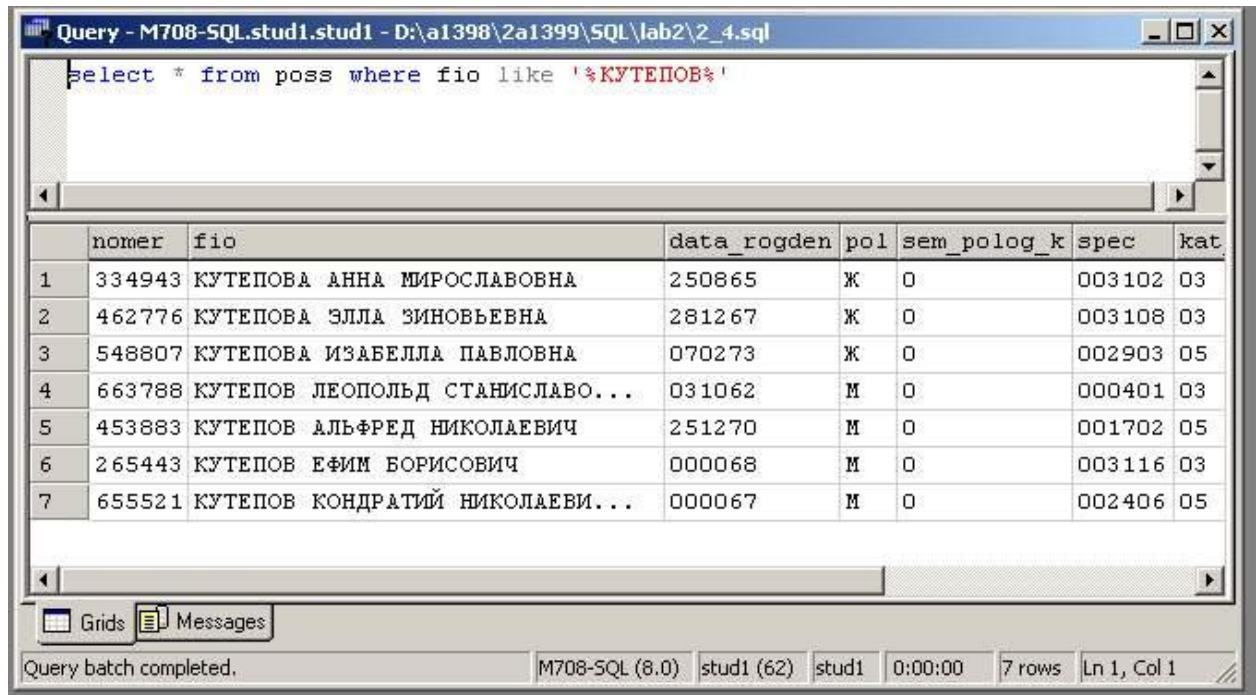 Query - M708-SQL.stud1.stud1 - D:\a1398\2a1399\SQL\lab2\2_4.sql
select * from poss where fio like '%КУТЕПОВ%'
nomer fio data_rogden pol sem_polog_k spec kat_
1 334943 КУТЕПОВА АННА МИРОСЛАВОВНА 250865 Ж 0 003102 03
2 462776 КУТЕПОВА ЭЛЛА ЗИНОВЬЕВНА 281267 Ж 0 003108 03
3 548807 КУТЕПОВА ИЗАБЕЛЛА ПАВЛОВНА 070273 Ж 0 002903 05
4 663788 КУТЕПОВ ЛЕОПОЛЬД СТАНИСЛАВО... 031062 М 0 000401 03
5 453883 КУТЕПОВ АЛЬФРЕД НИКОЛАЕВИЧ 251270 М 0 001702 05
6 265443 КУТЕПОВ ЕФИМ БОРИСОВИЧ 000068 М 0 003116 03
7 655521 КУТЕПОВ КОНДРАТИЙ НИКОЛАЕВИ... 000067 М 0 002406 05
Grids Messages
Query batch completed. M708-SQL (8.0) stud1 (62) stud1 0:00:00 7 rows Ln 1, Col 1